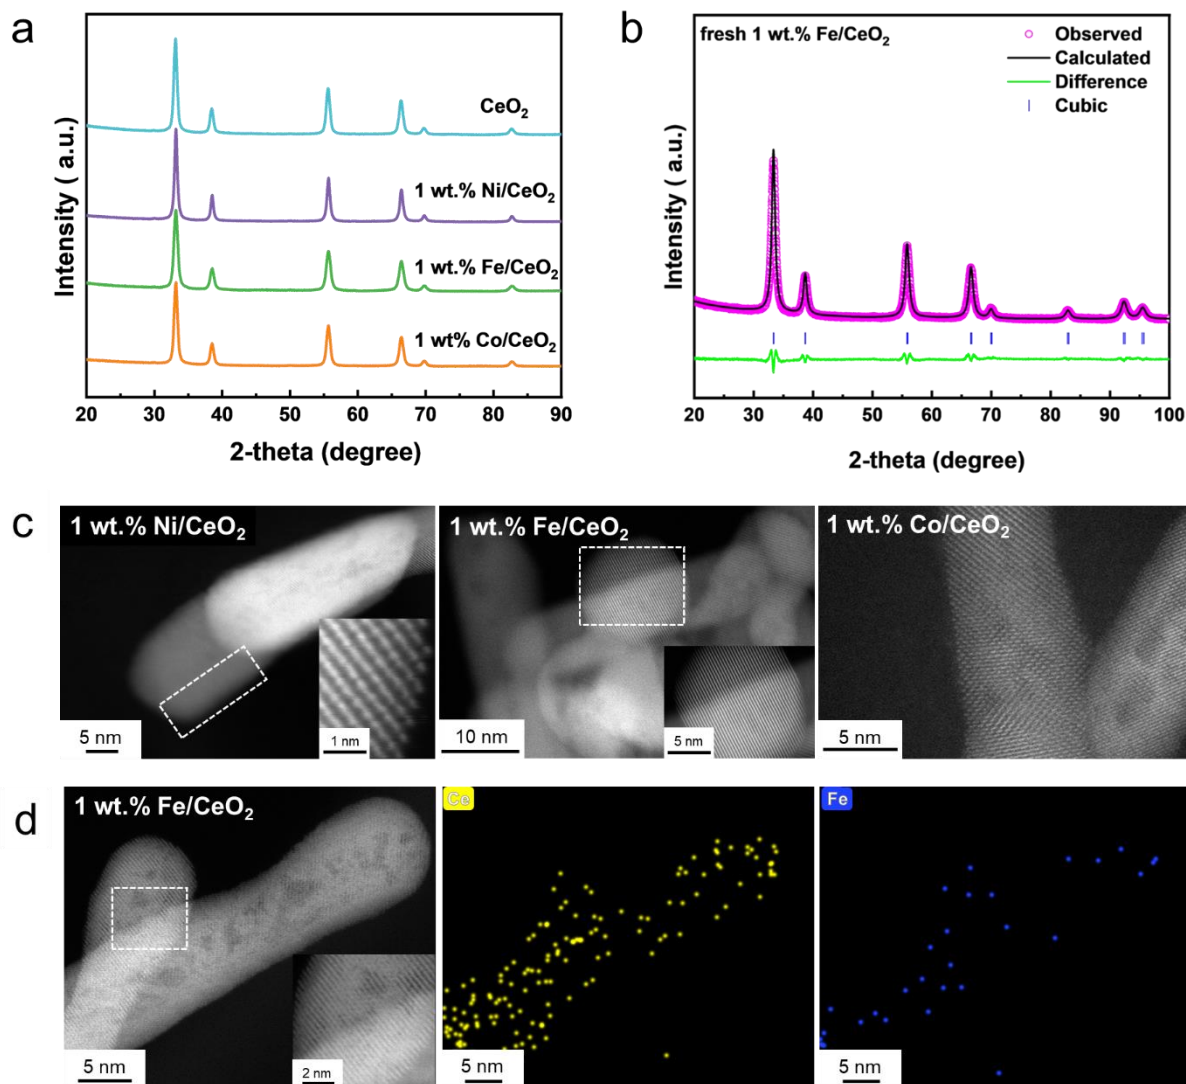 a
CeO₂
1 wt.% Ni/CeO₂
1 wt.% Fe/CeO₂
1 wt% Co/CeO₂
Intensity ( a.u.)
20 30 40 50 60 70 80 90
2-theta (degree)
b
fresh 1 wt.% Fe/CeO₂
Observed
Calculated
Difference
Cubic
Intensity ( a.u.)
20 30 40 50 60 70 80 90 100
2-theta (degree)
c
1 wt.% Ni/CeO₂
5 nm
1 nm
1 wt.% Fe/CeO₂
10 nm
5 nm
1 wt.% Co/CeO₂
5 nm
d
1 wt.% Fe/CeO₂
5 nm
2 nm
Ce
5 nm
Fe
5 nm